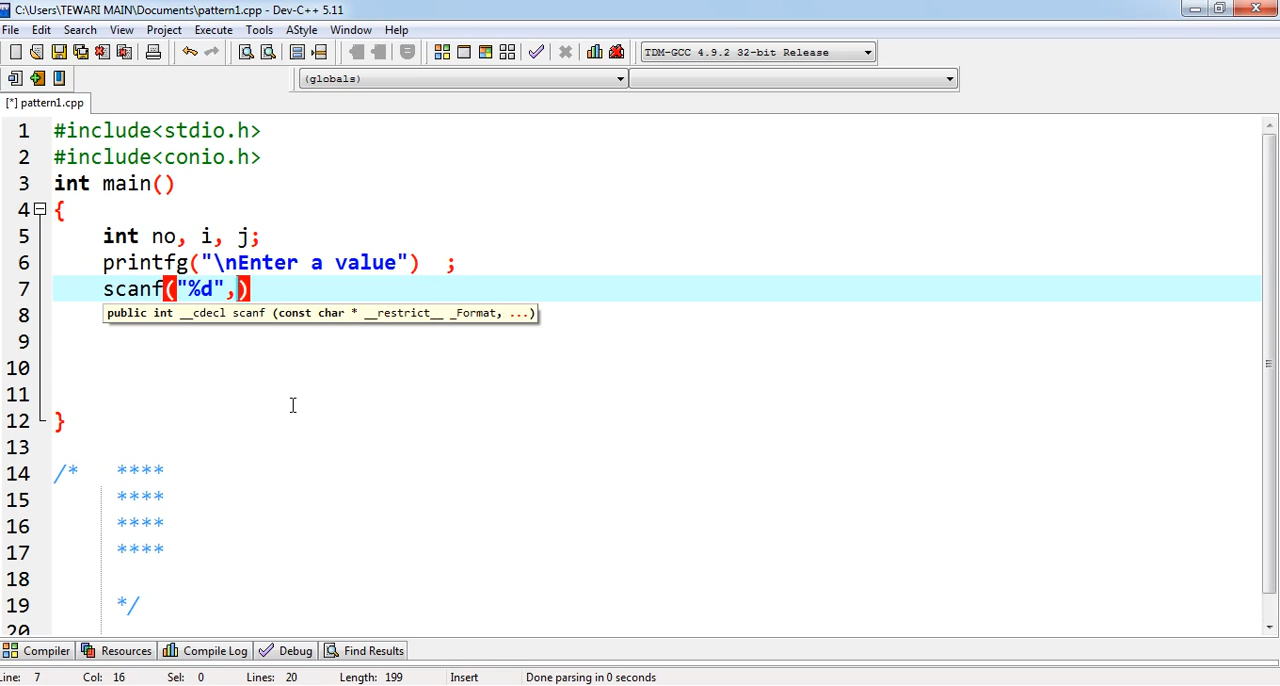 C:\Users\TEWARI MAIN\Documents\pattern1.cpp - Dev-C++ 5.11
File Edit Search View Project Execute Tools AStyle Window Help
TDM-GCC 4.9.2 32-bit Release
(globals)
[*] pattern1.cpp
1 #include<stdio.h>
2 #include<conio.h>
3 int main()
4 {
5 int no, i, j;
6 printfg("\nEnter a value") ;
7 scanf("%d",)
8 public int __cdecl scanf (const char * __restrict__ _Format, ...)
9
10
11
12 }
13
14 /* ****
15 ****
16 ****
17 ****
18
19 */
20
Compiler Resources Compile Log Debug Find Results
Line: 7 Col: 16 Sel: 0 Lines: 20 Length: 199 Insert Done parsing in 0 seconds